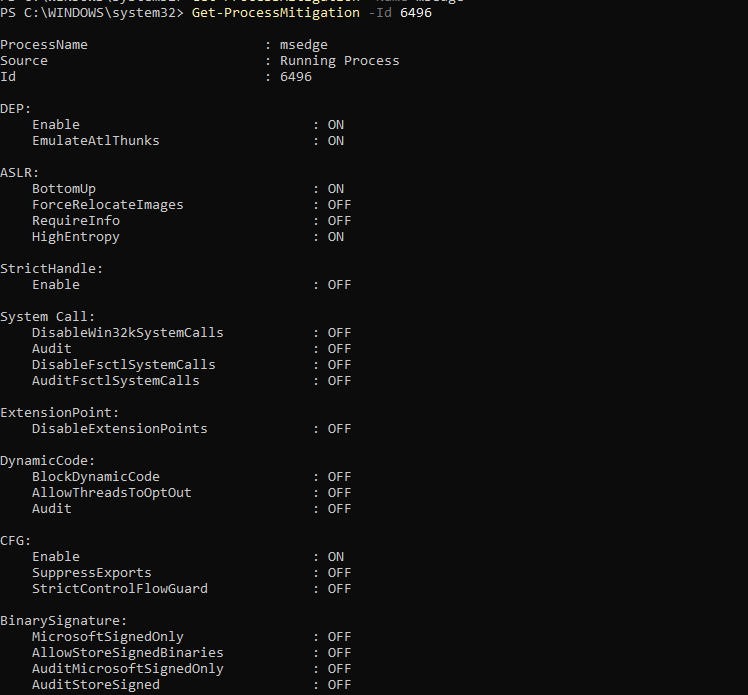 PS C:\WINDOWS\system32> Get-ProcessMitigation -Id 6496
ProcessName : msedge
Source : Running Process
Id : 6496
DEP:
Enable : ON
EmulateAtlThunks : ON
ASLR:
BottomUp : ON
ForceRelocateImages : OFF
RequireInfo : OFF
HighEntropy : ON
StrictHandle:
Enable : OFF
System Call:
DisableWin32kSystemCalls : OFF
Audit : OFF
DisableFsctlSystemCalls : OFF
AuditFsctlSystemCalls : OFF
ExtensionPoint:
DisableExtensionPoints : OFF
DynamicCode:
BlockDynamicCode : OFF
AllowThreadsToOptOut : OFF
Audit : OFF
CFG:
Enable : ON
SuppressExports : OFF
StrictControlFlowGuard : OFF
BinarySignature:
MicrosoftSignedOnly : OFF
AllowStoreSignedBinaries : OFF
AuditMicrosoftSignedOnly : OFF
AuditStoreSigned : OFF